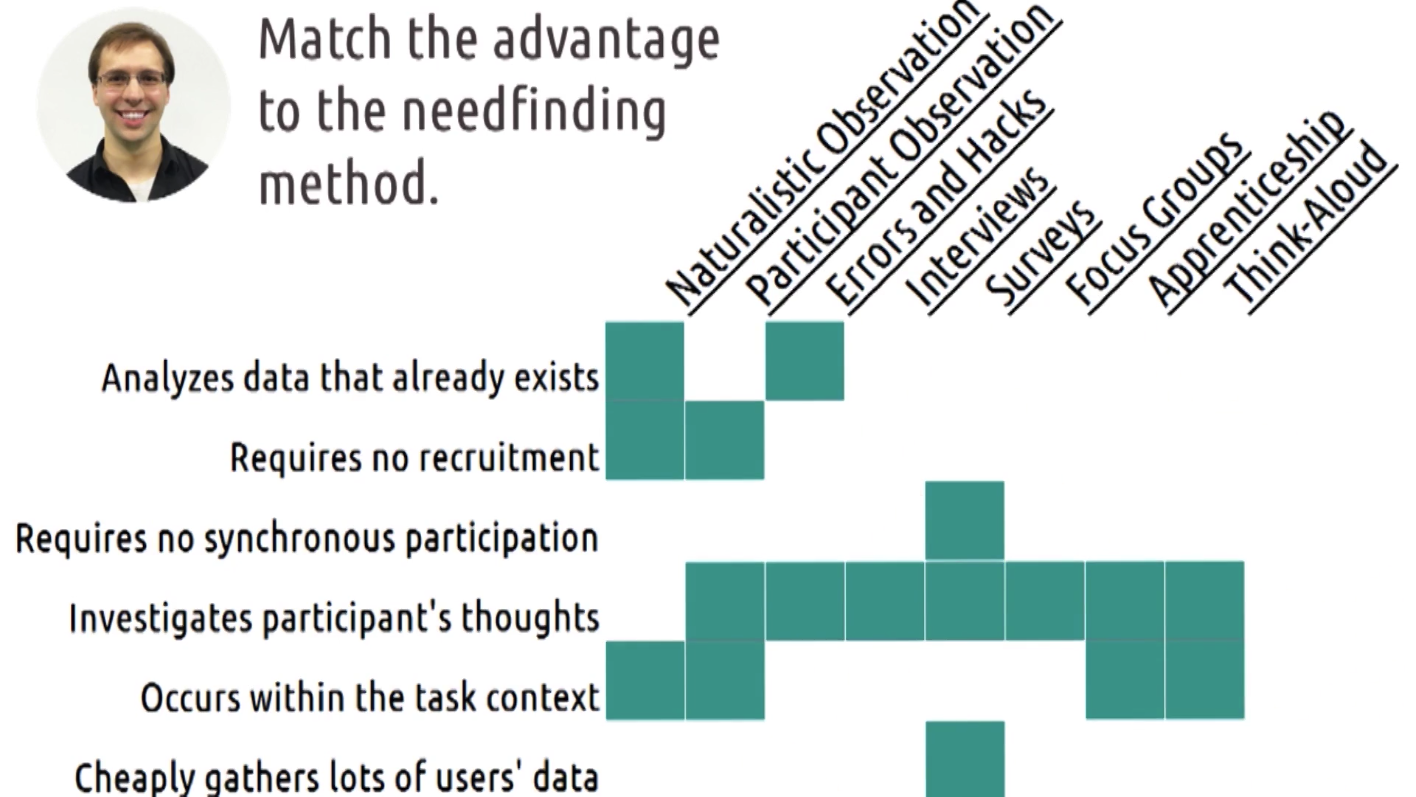 Match the advantage
to the needfinding
method.
Naturalistic Observation
Participant Observation
Errors and Hacks
Interviews
Surveys
Focus Groups
Apprenticeship
Think-Aloud
Analyzes data that already exists
Requires no recruitment
Requires no synchronous participation
Investigates participant's thoughts
Occurs within the task context
Cheaply gathers lots of users' data